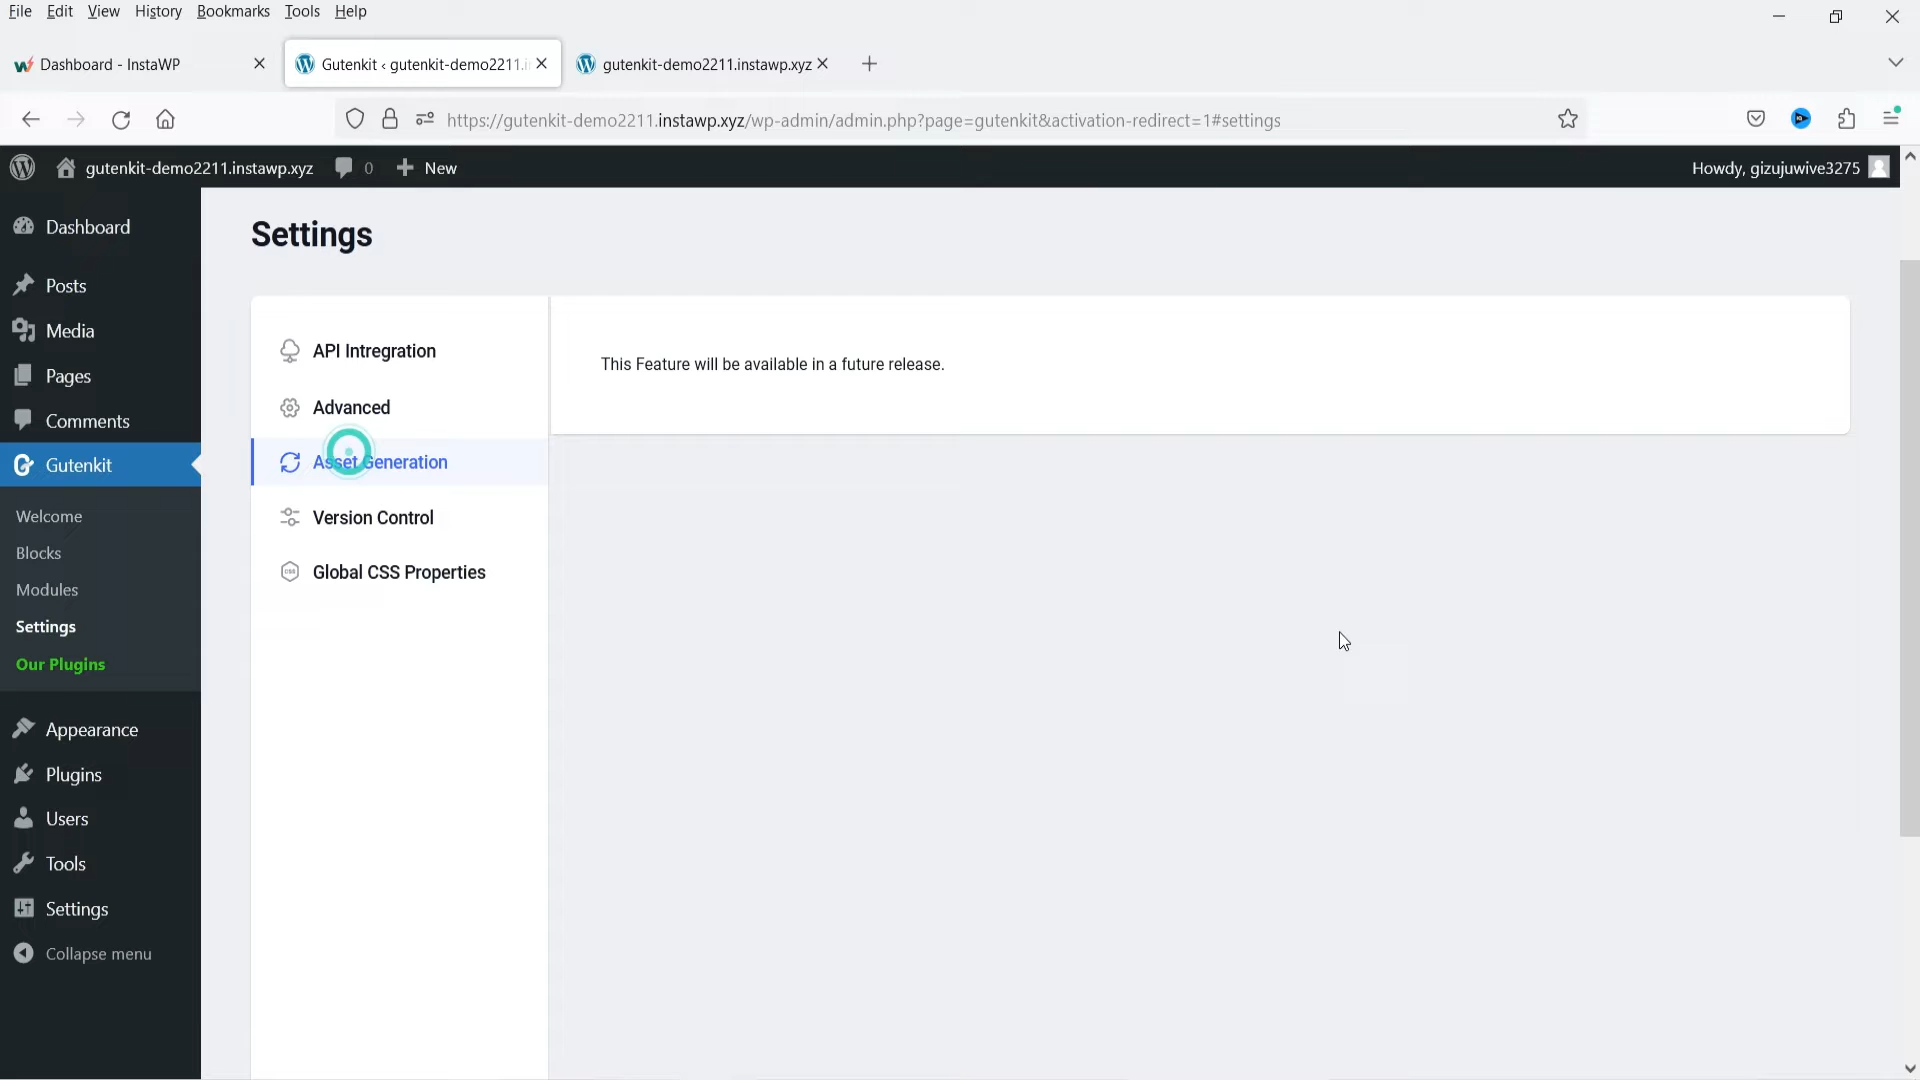 File Edit View History Bookmarks Tools Help
Dashboard - InstaWP
Gutenkit ‹ gutenkit-demo2211.i
gutenkit-demo2211.instawp.xyz
https://gutenkit-demo2211.instawp.xyz/wp-admin/admin.php?page=gutenkit&activation-redirect=1#settings
gutenkit-demo2211.instawp.xyz 0 New
Howdy, gizujuwive3275
Dashboard
Posts
Media
Pages
Comments
Gutenkit
Welcome
Blocks
Modules
Settings
Our Plugins
Appearance
Plugins
Users
Tools
Settings
Collapse menu
Settings
API Intregration
Advanced
Asset Generation
Version Control
Global CSS Properties
This Feature will be available in a future release.